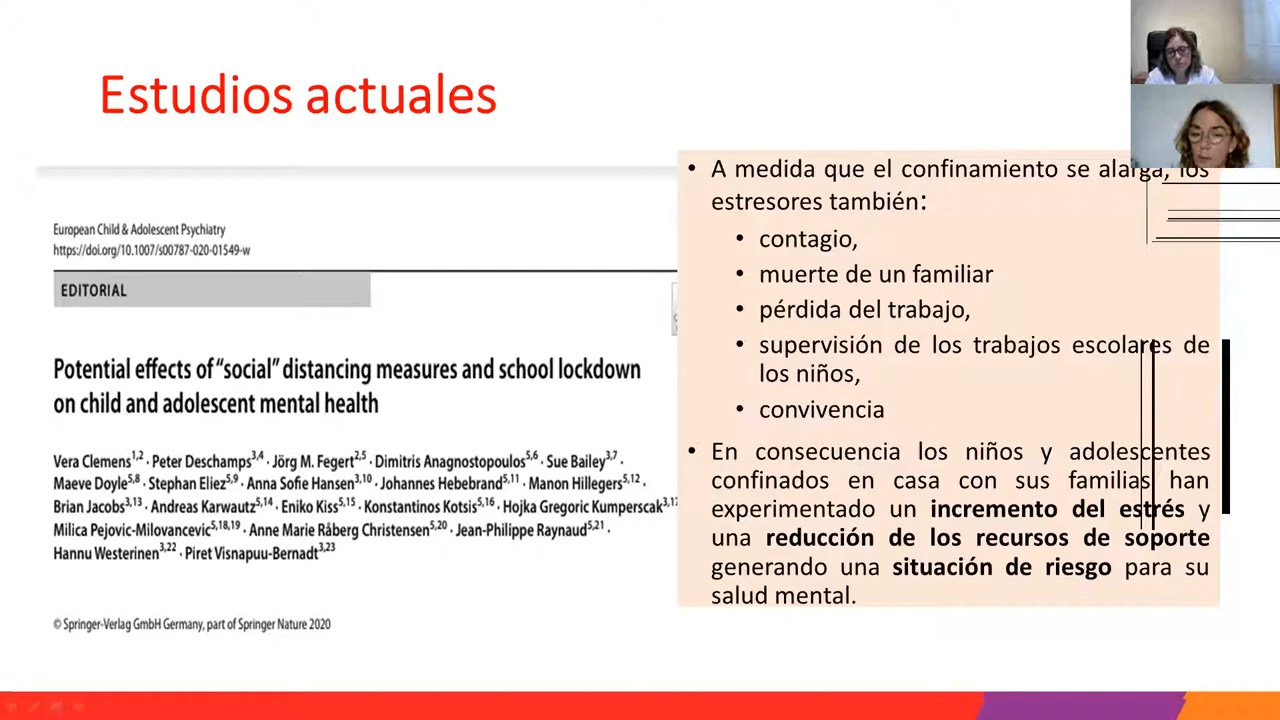 Estudios actuales
European Child & Adolescent Psychiatry
https://doi.org/10.1007/s00787-020-01549-w
EDITORIAL
Potential effects of "social" distancing measures and school lockdown
on child and adolescent mental health
Vera Clemens1,2 · Peter Deschamps3,4 · Jörg M. Fegert2,5 · Dimitris Anagnostopoulos5,6 · Sue Bailey3,7 ·
Maeve Doyle5,8 · Stephan Eliez5,9 · Anna Sofie Hansen3,10 · Johannes Hebebrand5,11 · Manon Hillegers5,12 ·
Brian Jacobs3,13 · Andreas Karwautz5,14 · Eniko Kiss5,15 · Konstantinos Kotsis5,16 · Hojka Gregoric Kumperscak3,17
Milica Pejovic-Milovancevic5,18,19 · Anne Marie Råberg Christensen5,20 · Jean-Philippe Raynaud5,21 ·
Hannu Westerinen3,22 · Piret Visnapuu-Bernadt3,23
© Springer-Verlag GmbH Germany, part of Springer Nature 2020
• A medida que el confinamiento se alarga, los
estresores también:
• contagio,
• muerte de un familiar
• pérdida del trabajo,
• supervisión de los trabajos escolares de
los niños,
• convivencia
• En consecuencia los niños y adolescentes
confinados en casa con sus familias han
experimentado un incremento del estrés y
una reducción de los recursos de soporte
generando una situación de riesgo para su
salud mental.